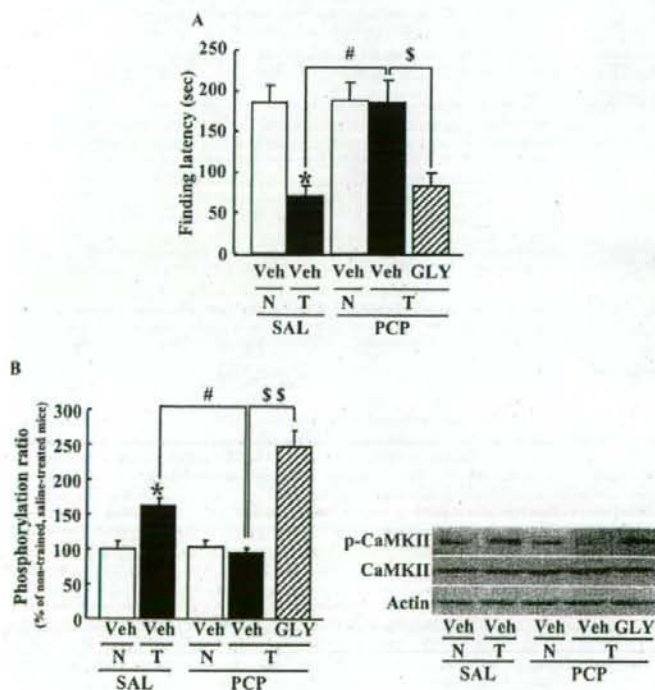 A
# $
250
200
150
100
50
0
Finding latency (sec)
*
Veh Veh Veh Veh GLY
N T N T
SAL PCP
B
# $ $
300
250
200
150
100
50
0
Phosphorylation ratio
(% of non-trained, saline-treated mice)
*
Veh Veh Veh Veh GLY
N T N T
SAL PCP
p-CaMKII
CaMKII
Actin
Veh Veh Veh Veh GLY
N T N T
SAL PCP